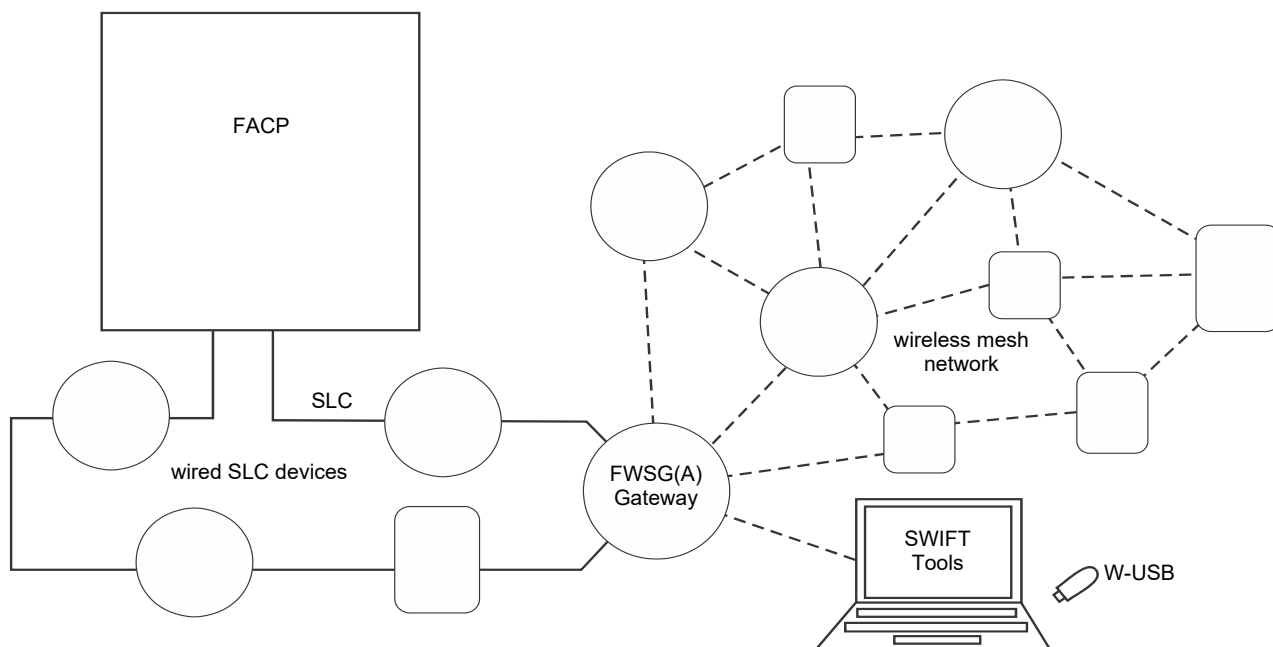 FACP
SLC
wired SLC devices
wireless mesh
network
FWSG(A)
Gateway
SWIFT
Tools
W-USB